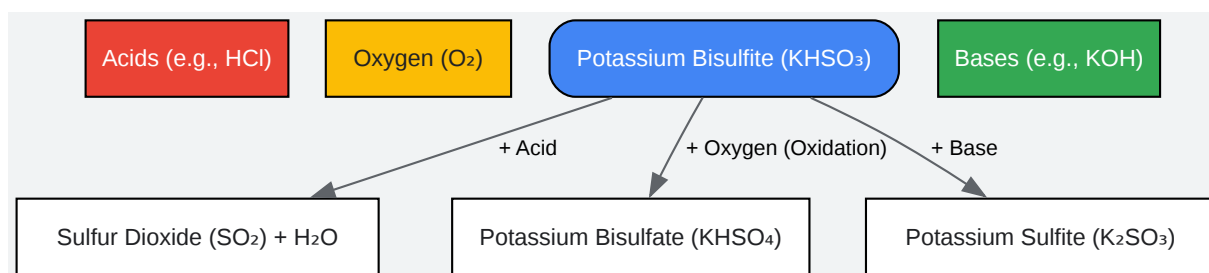 Acids (e.g., HCl)
Oxygen (O₂)
Potassium Bisulfite (KHSO₃)
Bases (e.g., KOH)
+ Acid
+ Oxygen (Oxidation)
+ Base
Sulfur Dioxide (SO₂) + H₂O
Potassium Bisulfate (KHSO₄)
Potassium Sulfite (K₂SO₃)